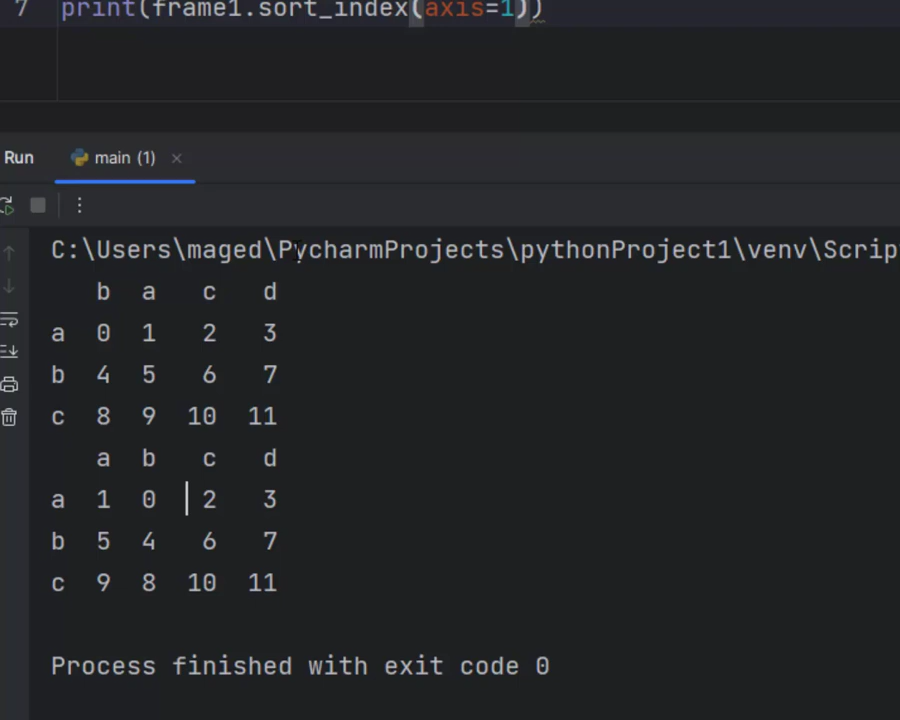 7 print(frame1.sort_index(axis=1))
Run main (1)
C:\Users\maged\PycharmProjects\pythonProject1\venv\Scrip
b a c d
a 0 1 2 3
b 4 5 6 7
c 8 9 10 11
a b c d
a 1 0 2 3
b 5 4 6 7
c 9 8 10 11
Process finished with exit code 0